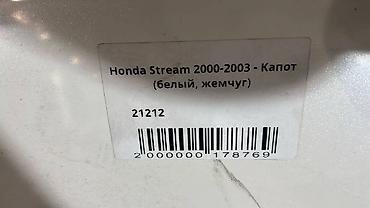 Honda Stream 2000-2003 - Капот
(белый, жемчуг)
21212
2 000000 178769